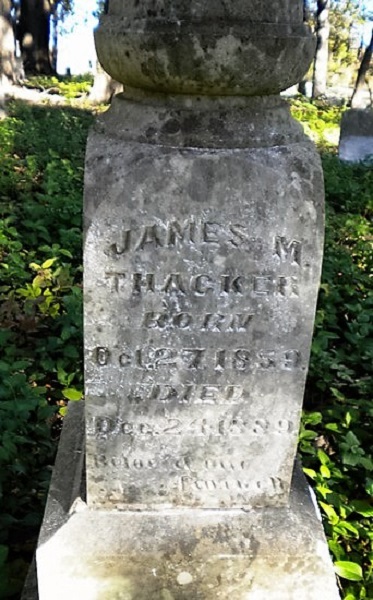 JAMES M.
THACKER
BORN
Oct. 27, 1859.
DIED
Dec. 24, 1889.